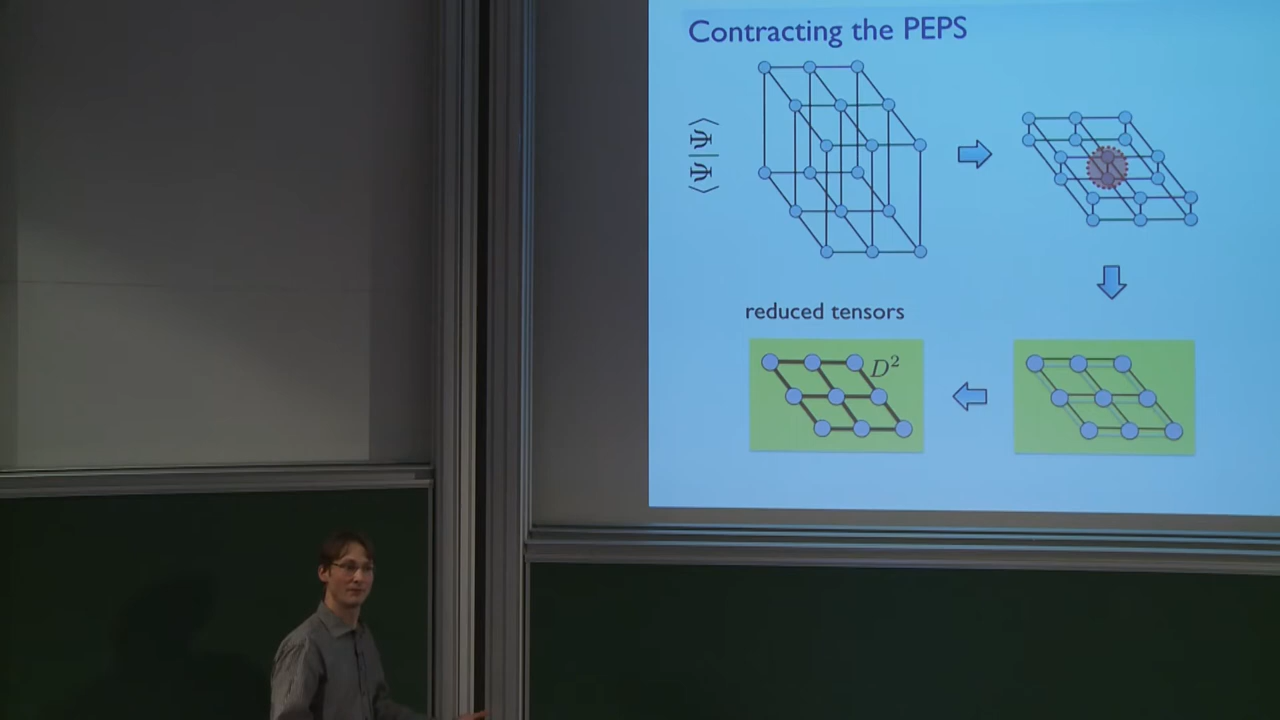 Contracting the PEPS
⟨Ψ|Ψ⟩
reduced tensors
D²